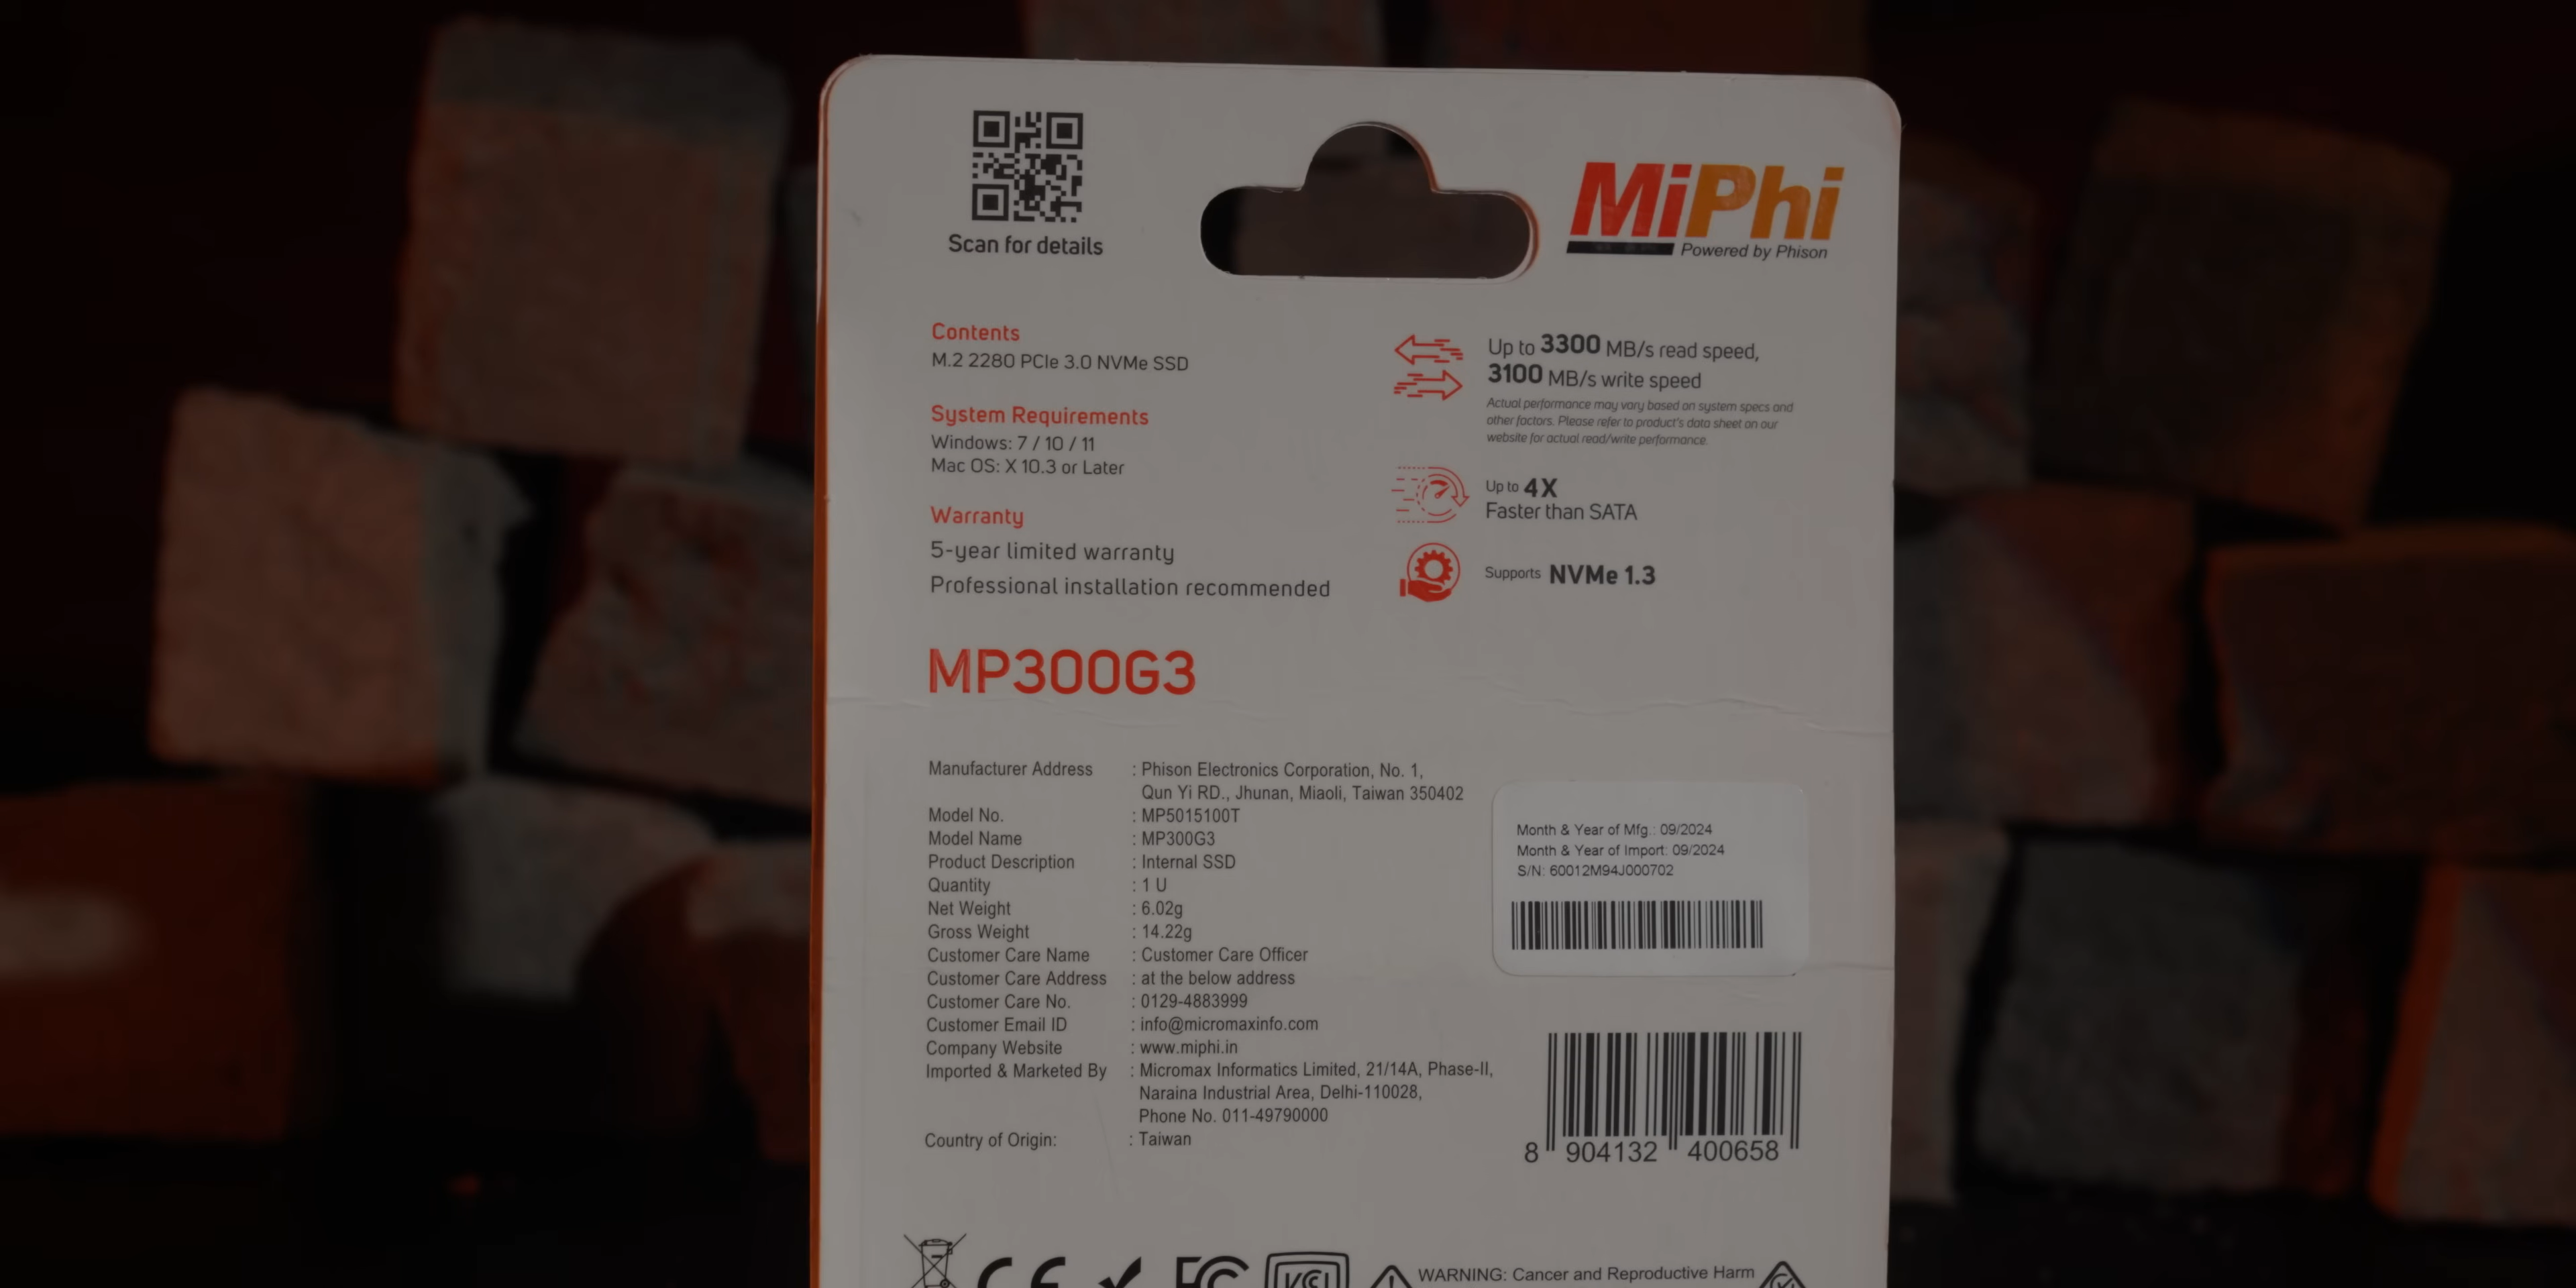 Scan for details
MiPhi
Powered by Phison
Contents
M.2 2280 PCIe 3.0 NVMe SSD
System Requirements
Windows: 7 / 10 / 11
Mac OS: X 10.3 or Later
Warranty
5-year limited warranty
Professional installation recommended
Up to 3300 MB/s read speed,
3100 MB/s write speed
Actual performance may vary based on system specs and
other factors. Please refer to product's data sheet on our
website for actual read/write performance.
Up to 4X
Faster than SATA
Supports NVMe 1.3
MP300G3
Manufacturer Address : Phison Electronics Corporation, No. 1,
Qun Yi RD., Jhunan, Miaoli, Taiwan 350402
Model No. : MP5015100T
Model Name : MP300G3
Product Description : Internal SSD
Quantity : 1 U
Net Weight : 6.02g
Gross Weight : 14.22g
Customer Care Name : Customer Care Officer
Customer Care Address : at the below address
Customer Care No. : 0129-4883999
Customer Email ID : info@micromaxinfo.com
Company Website : www.miphi.in
Imported & Marketed By : Micromax Informatics Limited, 21/14A, Phase-II,
Naraina Industrial Area, Delhi-110028,
Phone No. 011-49790000
Country of Origin: : Taiwan
Month & Year of Mfg.: 09/2024
Month & Year of Import: 09/2024
S/N: 60012M94J000702
8 904132 400658
CE FC VCI
WARNING: Cancer and Reproductive Harm